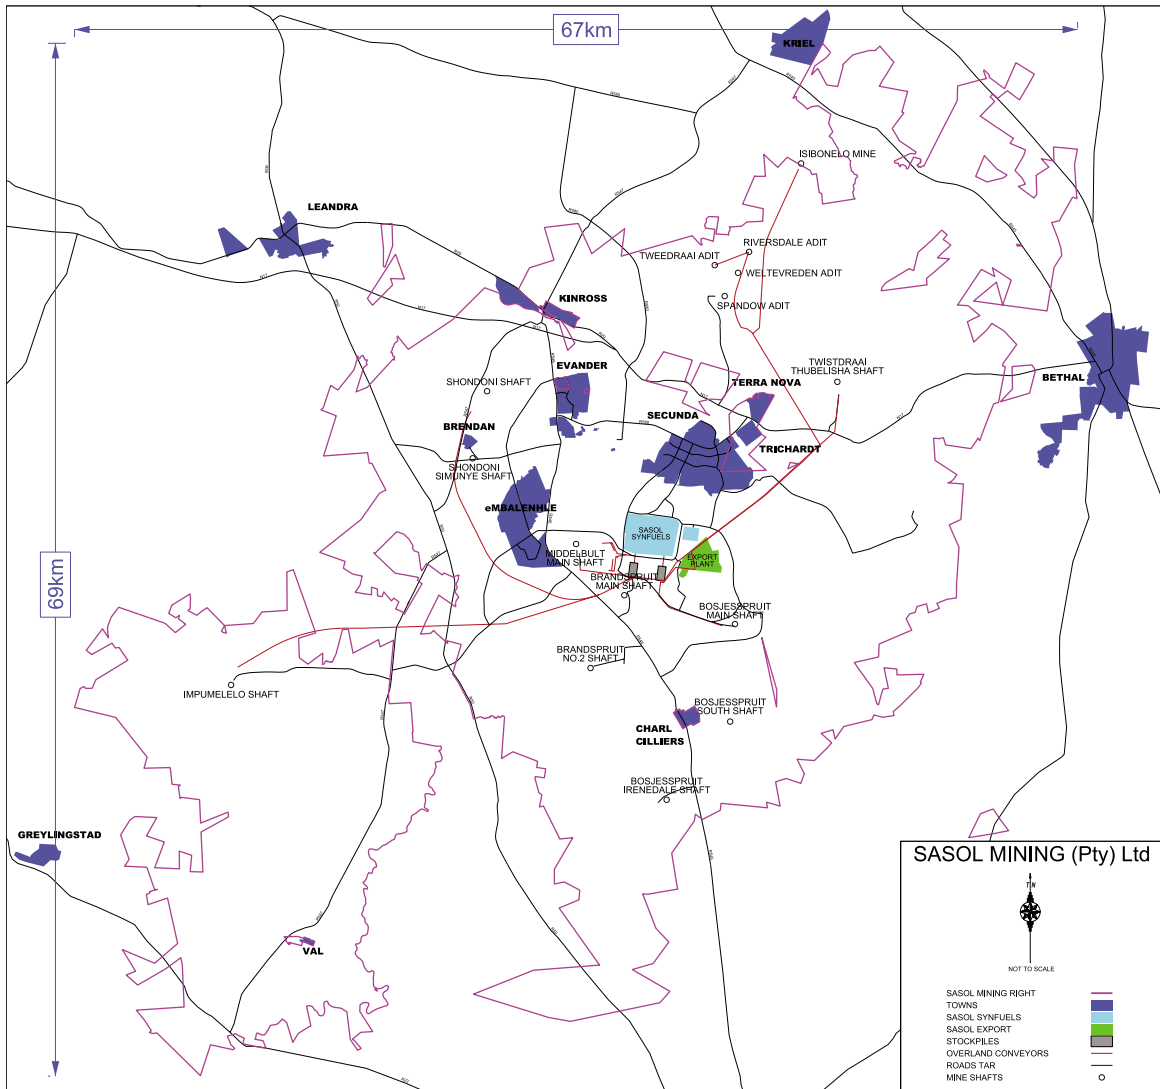 67km
KRIEL
ISIBONELO MINE
LEANDRA
RIVERSDALE ADIT
TWEEDRAAI ADIT
WELTEVREDEN ADIT
SPANDOW ADIT
KINROSS
EVANDER
TWISTDRAAI
THUBELISHA SHAFT
BETHAL
SHONDONI SHAFT
TERRA NOVA
SECUNDA
BRENDAN
TRICHARDT
SHONDONI
SIMUNYE SHAFT
eMBALENHLE
SASOL
SYNFUELS
MIDDELBULT
MAIN SHAFT
EXPORT
PLANT
BRANDSPRUIT
MAIN SHAFT
69km
BOSJESSPRUIT
MAIN SHAFT
BRANDSPRUIT
NO.2 SHAFT
IMPUMELELO SHAFT
BOSJESSPRUIT
SOUTH SHAFT
CHARL
CILLIERS
BOSJESSPRUIT
IRENEDALE SHAFT
GREYLINGSTAD
VAL
SASOL MINING (Pty) Ltd
T N
NOT TO SCALE
SASOL MINING RIGHT
TOWNS
SASOL SYNFUELS
SASOL EXPORT
STOCKPILES
OVERLAND CONVEYORS
ROADS TAR
MINE SHAFTS